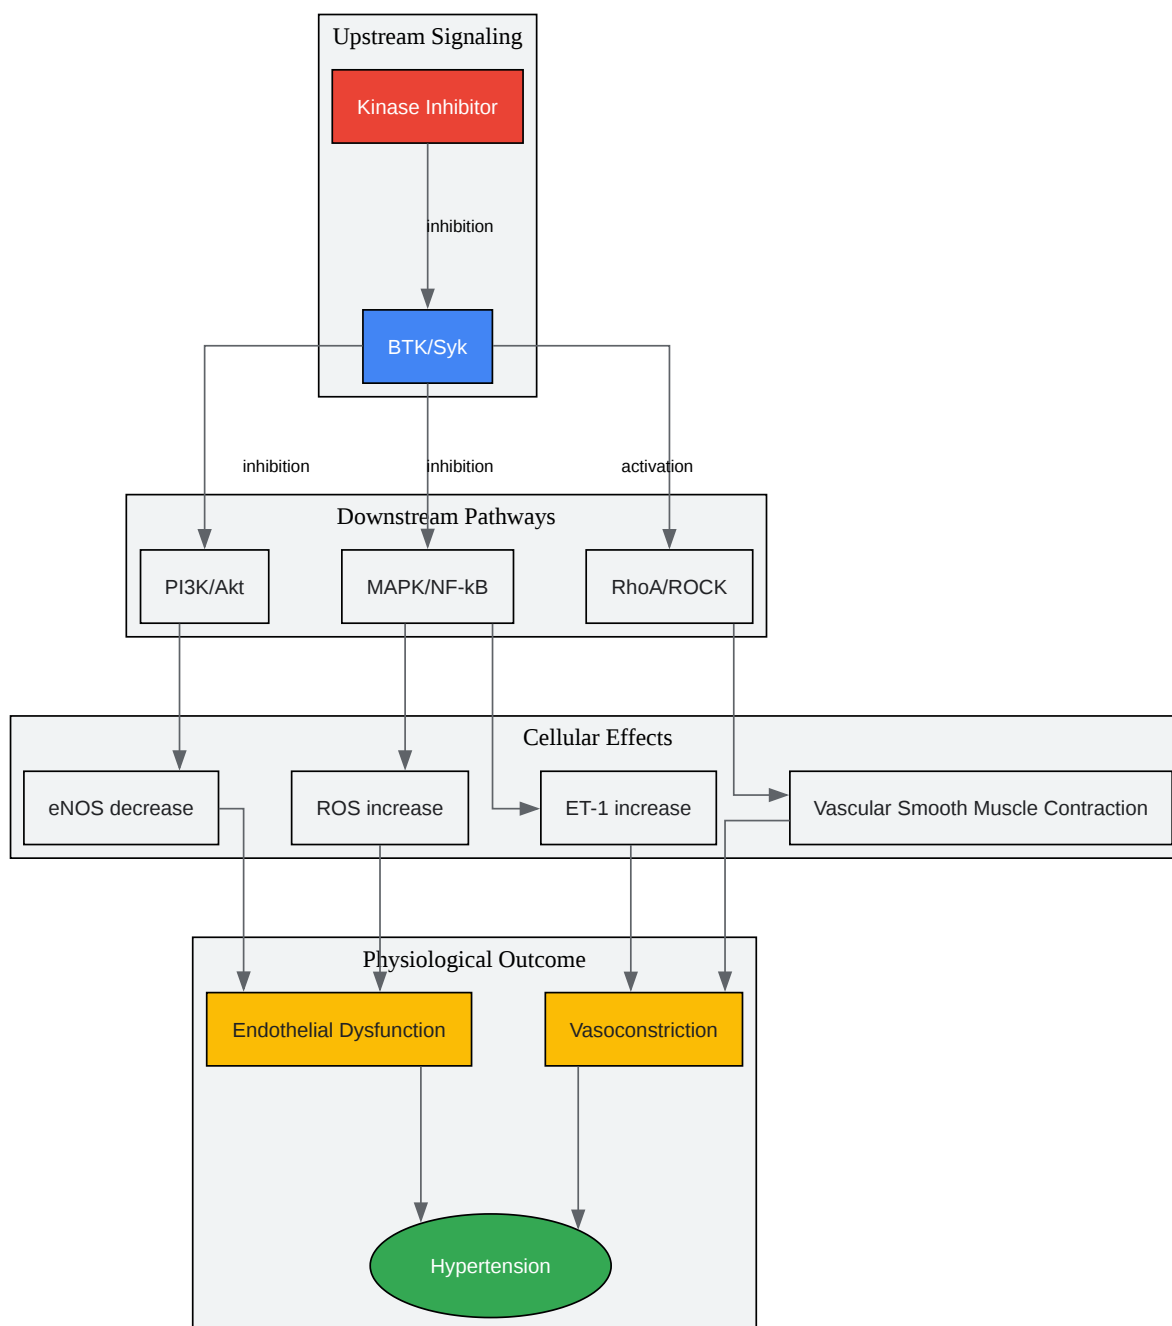 Upstream Signaling
Kinase Inhibitor
inhibition
BTK/Syk
inhibition
inhibition
activation
Downstream Pathways
PI3K/Akt
MAPK/NF-kB
RhoA/ROCK
Cellular Effects
eNOS decrease
ROS increase
ET-1 increase
Vascular Smooth Muscle Contraction
Physiological Outcome
Endothelial Dysfunction
Vasoconstriction
Hypertension